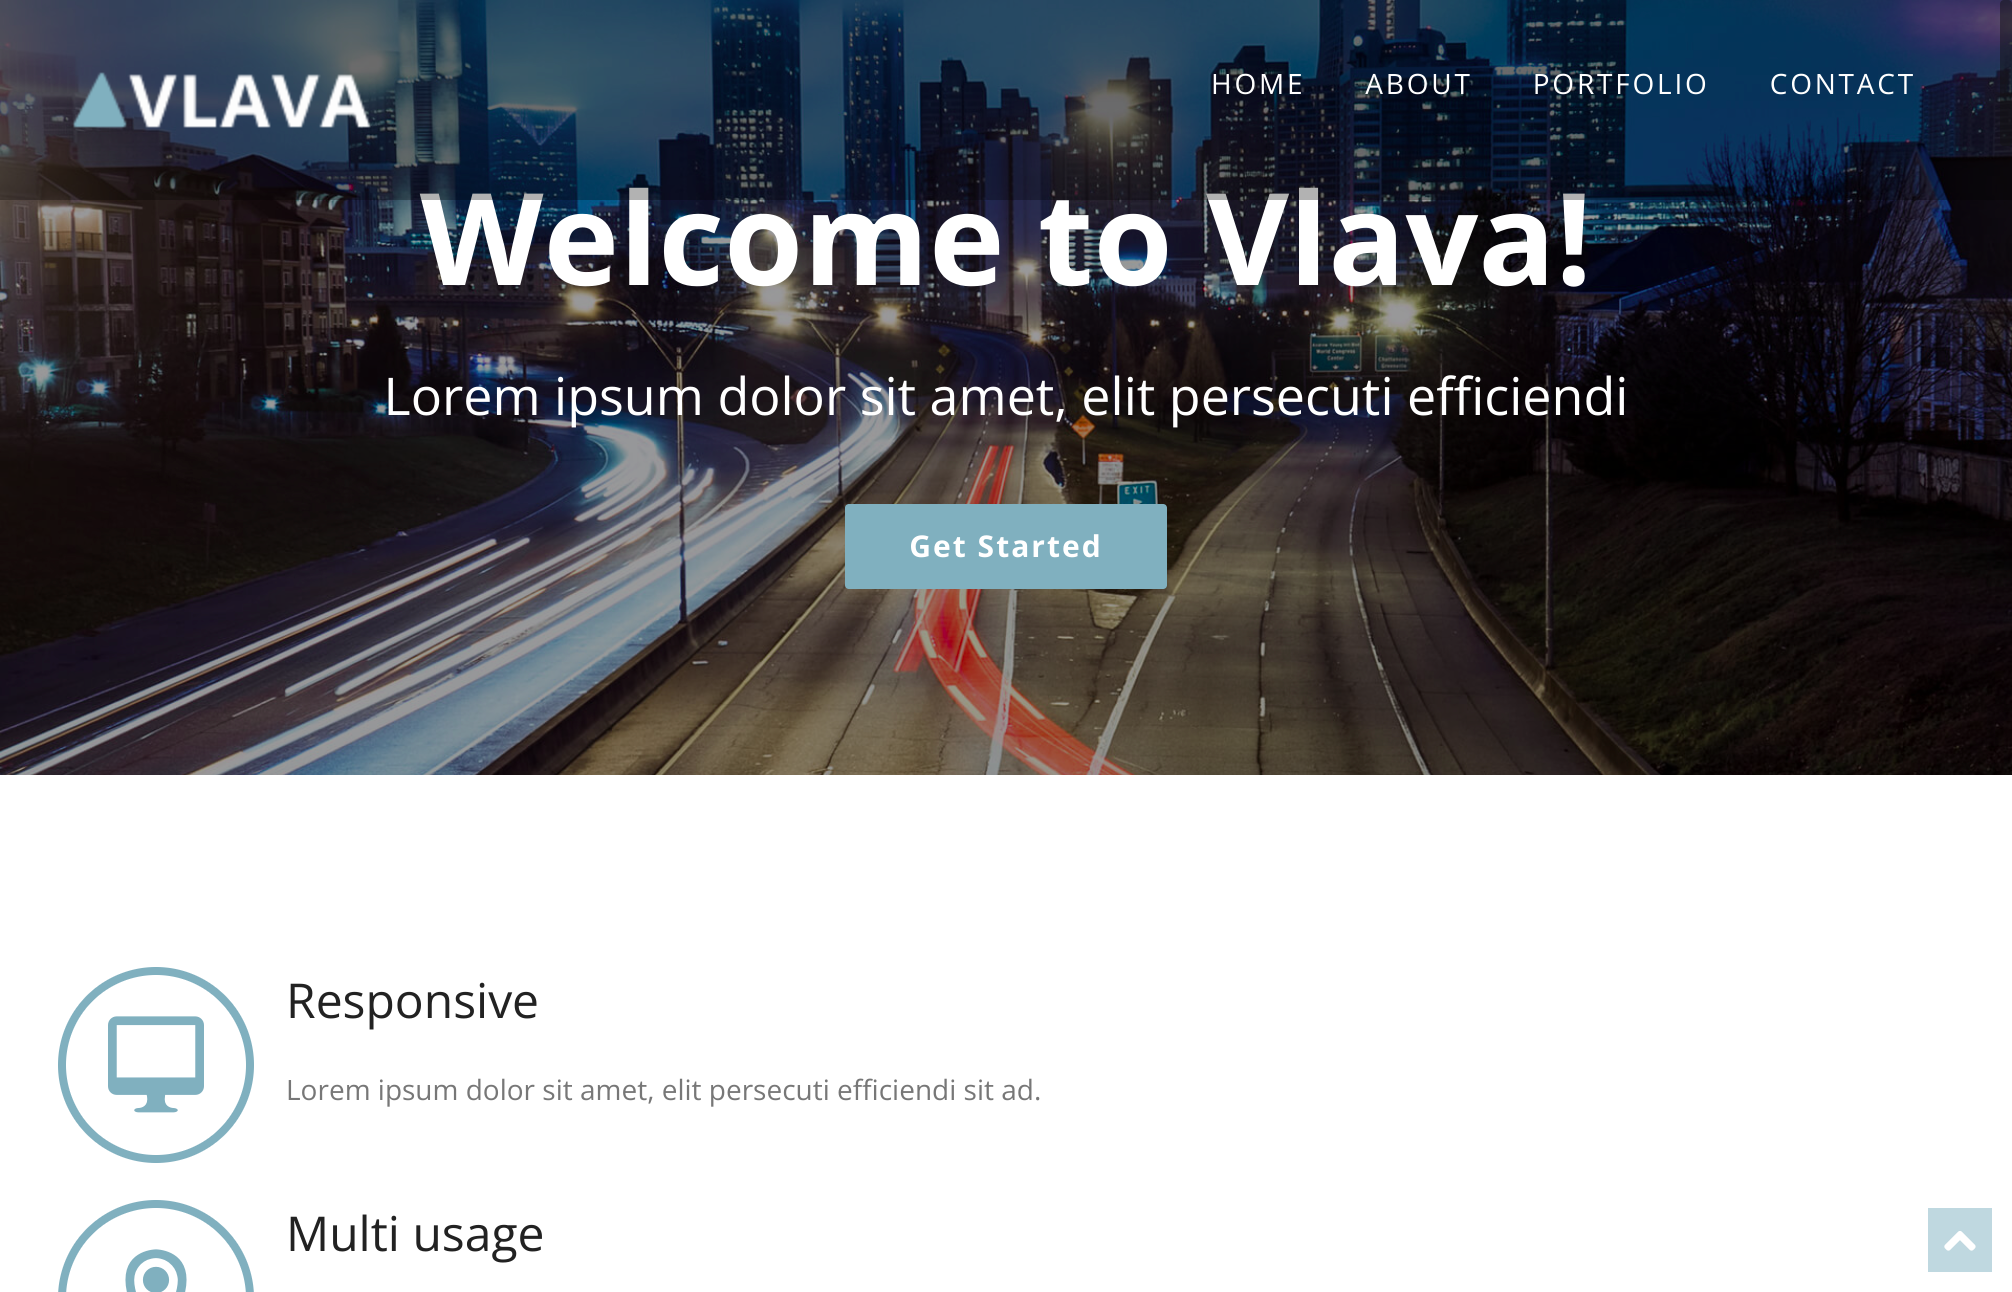 VLAVA
HOME ABOUT PORTFOLIO CONTACT
Welcome to Vlava!
Lorem ipsum dolor sit amet, elit persecuti efficiendi
EXIT
Get Started
Responsive
Lorem ipsum dolor sit amet, elit persecuti efficiendi sit ad.
Multi usage